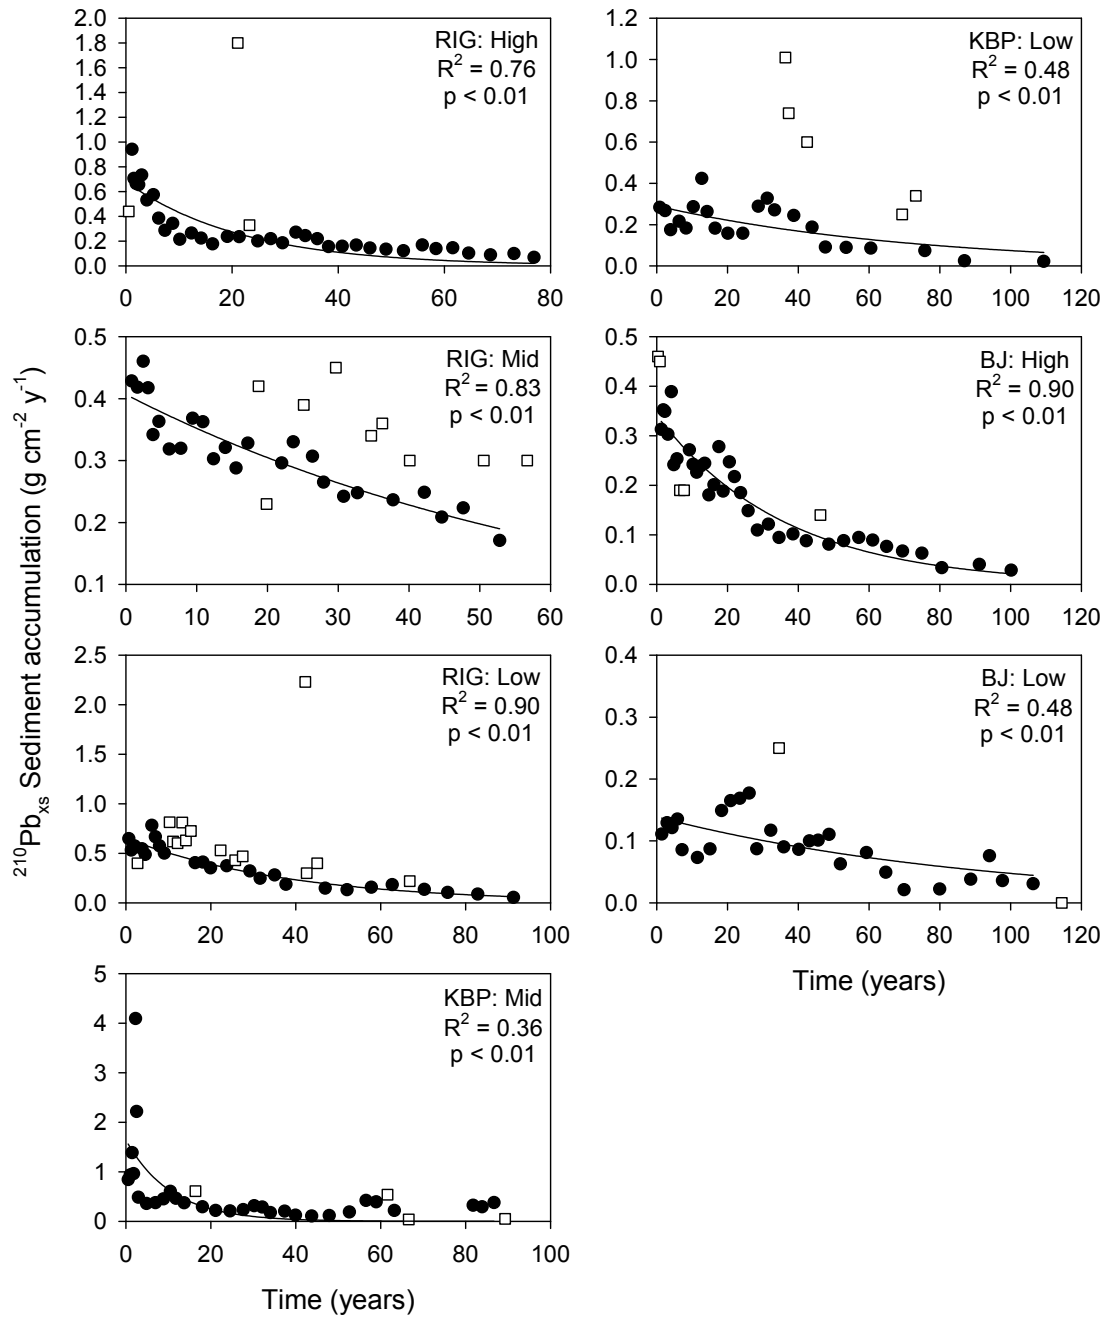 ²¹⁰Pbₓₛ Sediment accumulation (g cm⁻² y⁻¹)
2.0
1.8
1.6
1.4
1.2
1.0
0.8
0.6
0.4
0.2
0.0
RIG: High
R² = 0.76
p < 0.01
0 20 40 60 80
1.2
1.0
0.8
0.6
0.4
0.2
0.0
KBP: Low
R² = 0.48
p < 0.01
0 20 40 60 80 100 120
0.5
0.4
0.3
0.2
0.1
RIG: Mid
R² = 0.83
p < 0.01
0 10 20 30 40 50 60
0.5
0.4
0.3
0.2
0.1
0.0
BJ: High
R² = 0.90
p < 0.01
0 20 40 60 80 100 120
2.5
2.0
1.5
1.0
0.5
0.0
RIG: Low
R² = 0.90
p < 0.01
0 20 40 60 80 100
0.4
0.3
0.2
0.1
0.0
BJ: Low
R² = 0.48
p < 0.01
0 20 40 60 80 100 120
Time (years)
5
4
3
2
1
0
KBP: Mid
R² = 0.36
p < 0.01
0 20 40 60 80 100
Time (years)